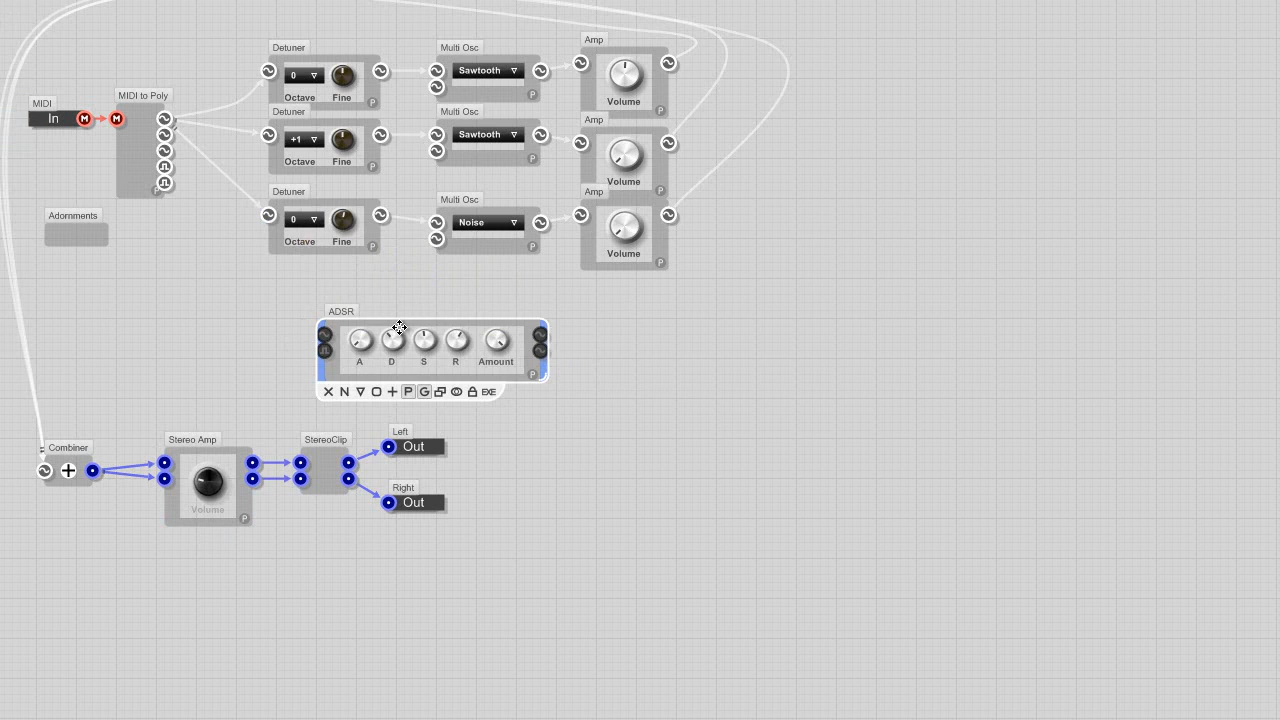 MIDI
In
M
M
MIDI to Poly
P
Adornments
Detuner
0
Octave
Fine
P
Multi Osc
Sawtooth
P
Amp
Volume
P
Detuner
+1
Octave
Fine
P
Multi Osc
Sawtooth
P
Amp
Volume
Detuner
0
Octave
Fine
P
Multi Osc
Noise
P
Amp
Volume
P
ADSR
A D S R Amount
P
N P G EXE
Combiner
Stereo Amp
Volume
P
StereoClip
Left
Out
Right
Out